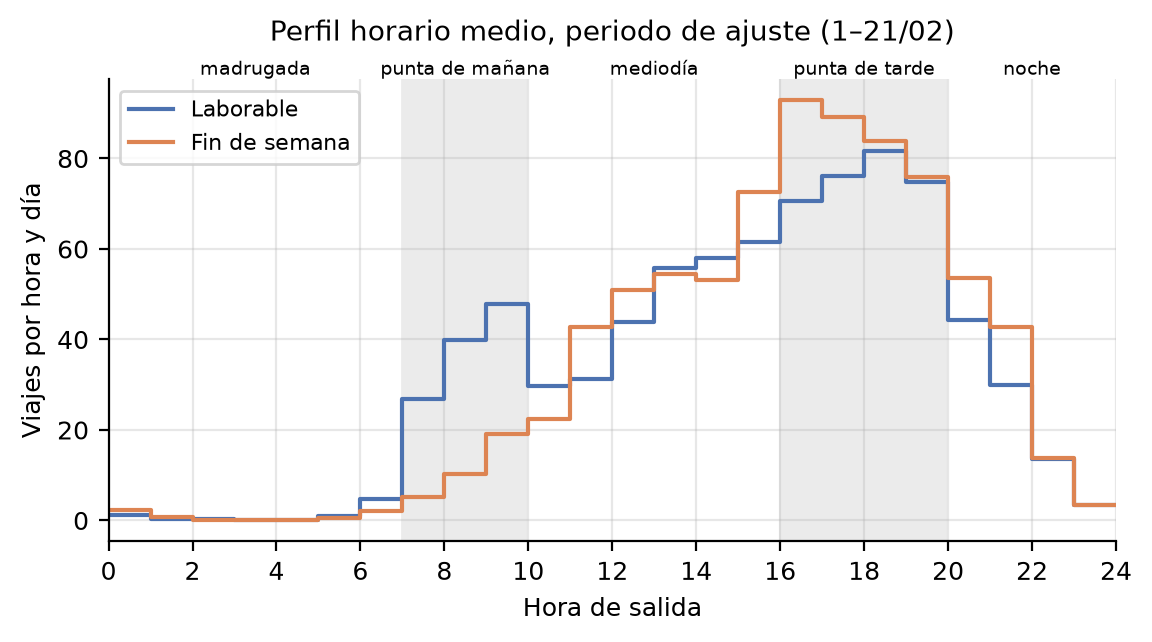 Perfil horario medio, periodo de ajuste (1–21/02)
madrugada punta de mañana mediodía punta de tarde noche
Laborable
Fin de semana
80
60
40
20
0
Viajes por hora y día
0 2 4 6 8 10 12 14 16 18 20 22 24
Hora de salida